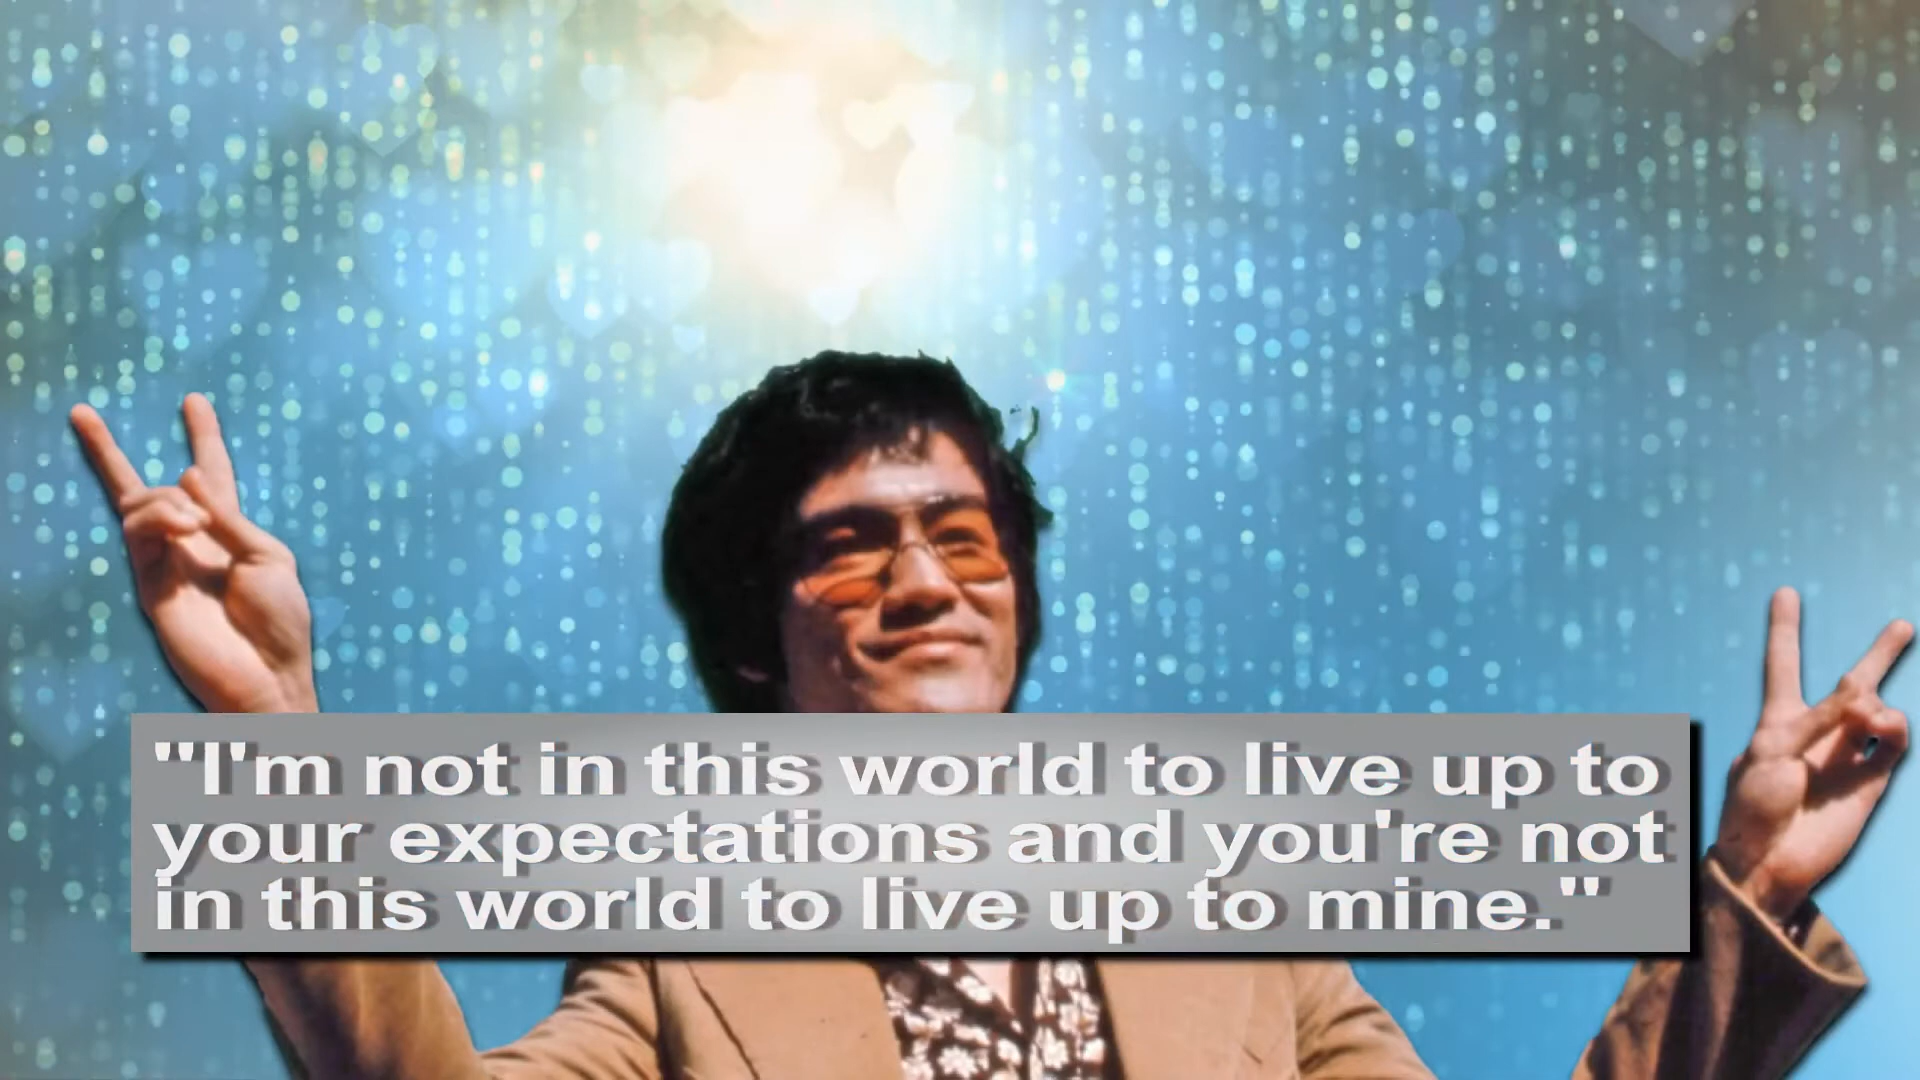 "I'm not in this world to live up to
your expectations and you're not
in this world to live up to mine."